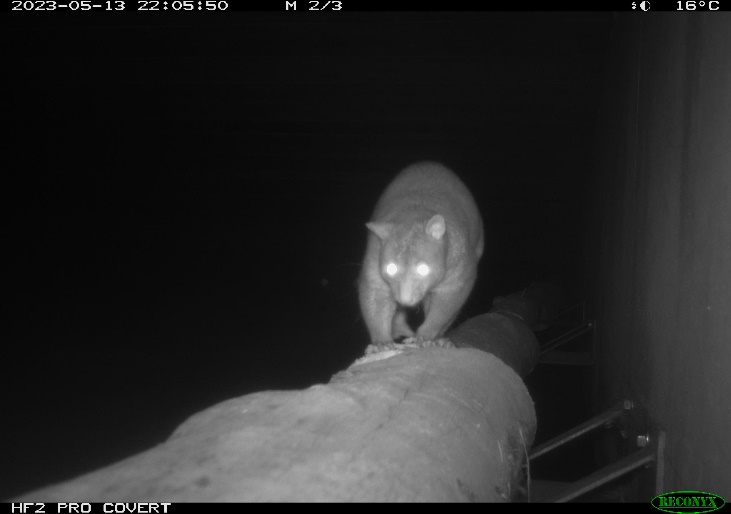 2023-05-13 22:05:50 M 2/3 16°C
HF2 PRO COVERT
RECONYX